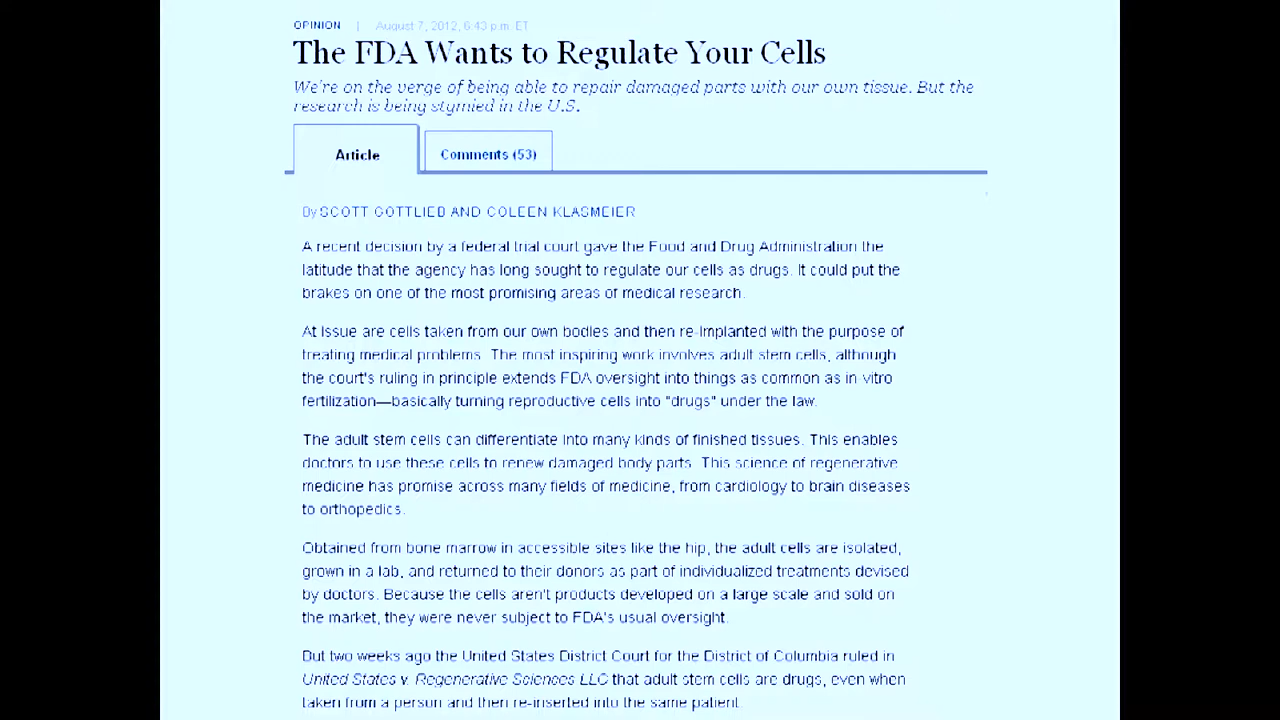 OPINION | August 7, 2012, 6:43 p.m. ET
The FDA Wants to Regulate Your Cells
We're on the verge of being able to repair damaged parts with our own tissue. But the
research is being stymied in the U.S.
Article Comments (53)
By SCOTT GOTTLIEB AND COLEEN KLASMEIER
A recent decision by a federal trial court gave the Food and Drug Administration the
latitude that the agency has long sought to regulate our cells as drugs. It could put the
brakes on one of the most promising areas of medical research.
At issue are cells taken from our own bodies and then re-implanted with the purpose of
treating medical problems. The most inspiring work involves adult stem cells, although
the court's ruling in principle extends FDA oversight into things as common as in vitro
fertilization—basically turning reproductive cells into "drugs" under the law.
The adult stem cells can differentiate into many kinds of finished tissues. This enables
doctors to use these cells to renew damaged body parts. This science of regenerative
medicine has promise across many fields of medicine, from cardiology to brain diseases
to orthopedics.
Obtained from bone marrow in accessible sites like the hip, the adult cells are isolated,
grown in a lab, and returned to their donors as part of individualized treatments devised
by doctors. Because the cells aren't products developed on a large scale and sold on
the market, they were never subject to FDA's usual oversight.
But two weeks ago the United States District Court for the District of Columbia ruled in
United States v. Regenerative Sciences LLC that adult stem cells are drugs, even when
taken from a person and then re-inserted into the same patient.